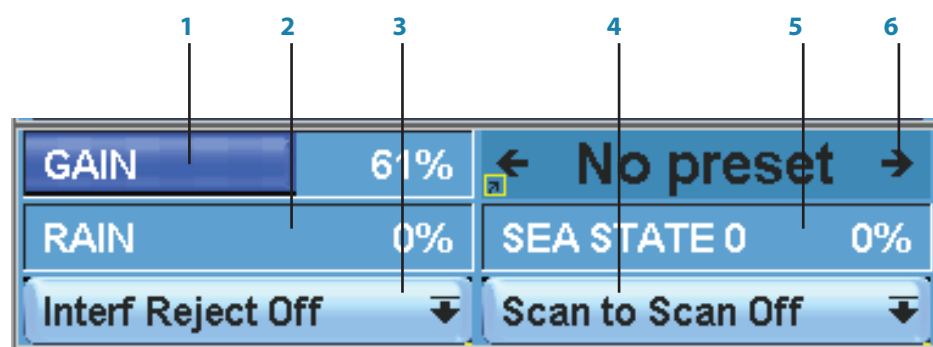 1 2 3 4 5 6
GAIN 61% ← No preset →
RAIN 0% SEA STATE 0 0%
Interf Reject Off Scan to Scan Off